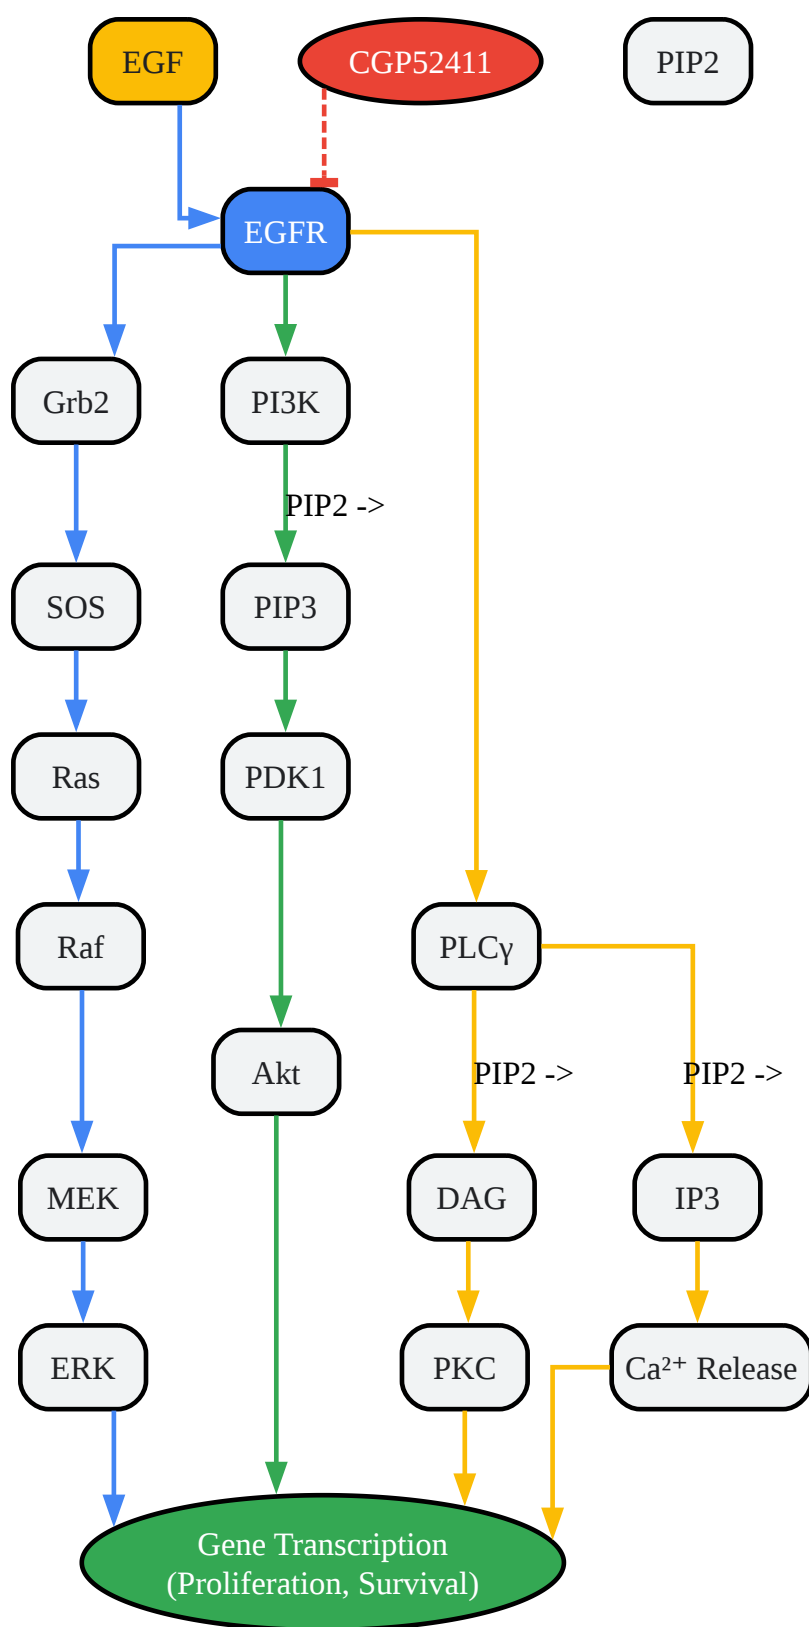 EGF
CGP52411
PIP2
EGFR
Grb2
PI3K
PIP2 ->
SOS
PIP3
Ras
PDK1
Raf
PLCγ
Akt
PIP2 ->
PIP2 ->
MEK
DAG
IP3
ERK
PKC
Ca²⁺ Release
Gene Transcription
(Proliferation, Survival)